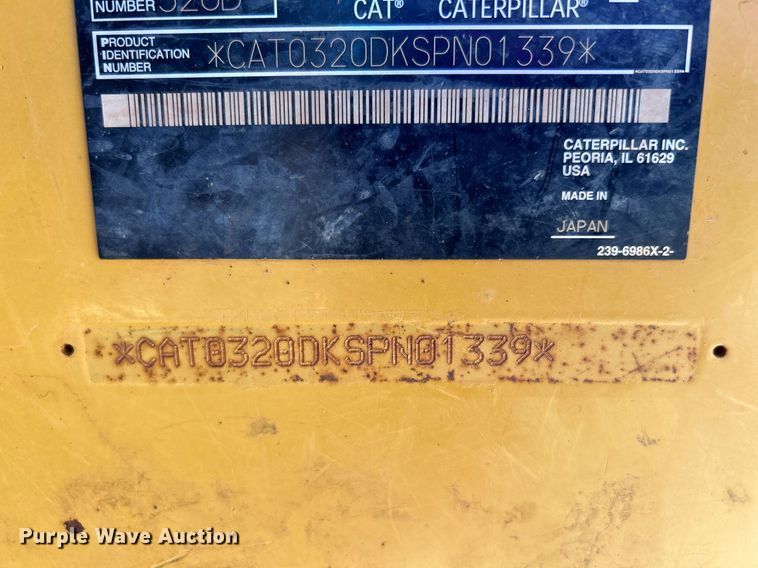 NUMBER 320D
CAT® CATERPILLAR®
PRODUCT
IDENTIFICATION
NUMBER
*CAT0320DKSPN01339*
*CAT0320DKSPN01339*
CATERPILLAR INC.
PEORIA, IL 61629
USA
MADE IN
JAPAN
239-6986X-2-
*CAT0320DKSPN01339*
Purple Wave Auction